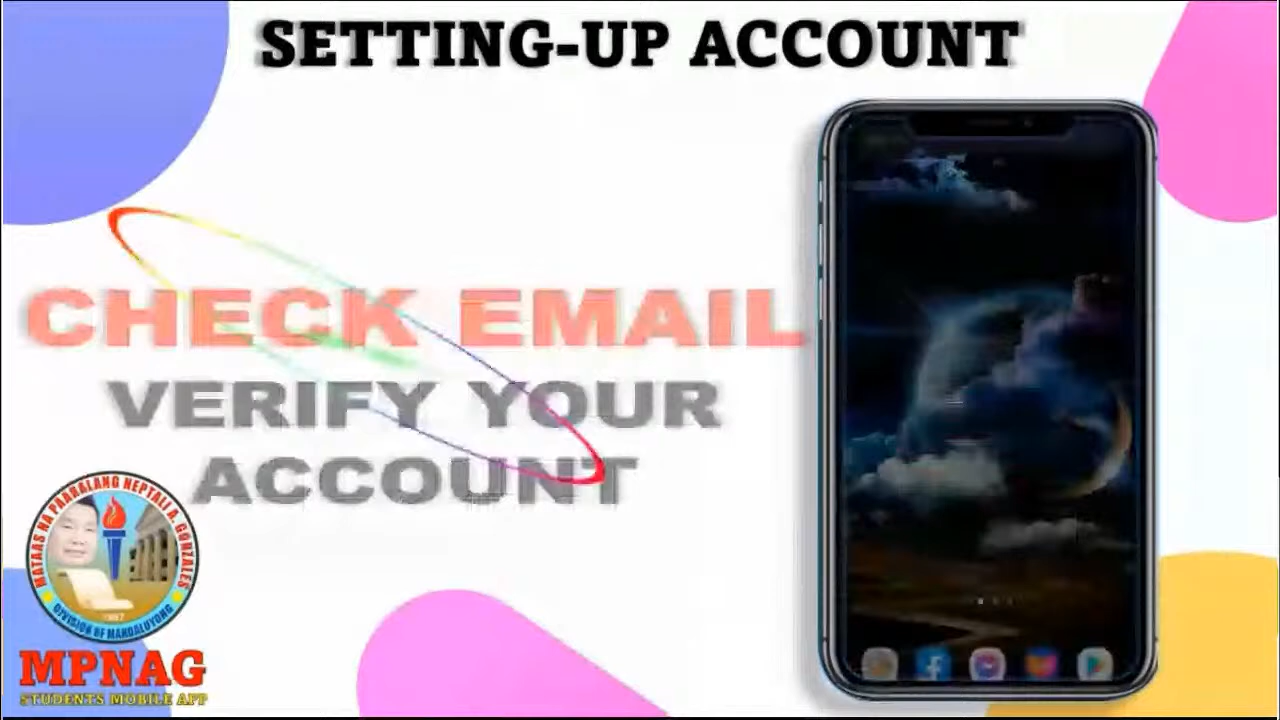 SETTING-UP ACCOUNT
CHECK EMAIL
VERIFY YOUR
ACCOUNT
MATAAS NA PAARALANG NEPTALI A. GONZALES
DIVISION OF MANDALUYONG
MPNAG
STUDENTS MOBILE APP